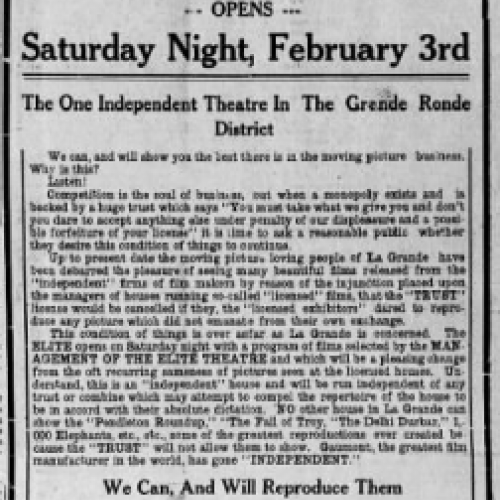 -- OPENS --
Saturday Night, February 3rd
The One Independent Theatre In The Grende Ronde
District
We can, and will show you the best there is in the moving picture business.
Why is this?
Listen!
Competition is the soul of business, out when a monopoly exists and is
backed by a huge trust which says "You must take what we give you and don't
you dare to accept anything else under penalty of our displeasure and a possi-
ble forfeiture of your license" it is time to ask a reasonable public whether
they desire this condition of things to continue.
Up to present date the moving picture loving people of La Grande have
been debarred the pleasure of seeing many beautiful films released from the
"independent" firms of film makers by reason of the injunction placed upon
the managers of houses running so-called "licensed" films, that the "TRUST"
license would be cancelled if they, the "licensed exhibitors" dared to repro-
duce any picture which did not emanate from their own exchange.
This condition of things is over asfar as La Grande is concerned. The
ELITE opens on Saturday night with a program of films selected by the MAN-
AGEMENT OF THE ELITE THEATRE and which will be a pleasing change
from the oft recurring sameness of pictures seen at the licensed houses. Un-
derstand, this is an "independent" house and will be run independent of any
trust or combine which may attempt to compel the repertoire of the house to
be in accord with their absolute dictation. NO other house in La Grande can
show the "Pendleton Roundup," "The Fall of Troy, "The Delhi Durbar," 1,-
000 Elephants, etc., etc., some of the greatest reproductions ever created be-
cause the "TRUST" will not allow them to show. Gaumont, the greatest film
manufacturer in the world, has gone "INDEPENDENT."
We Can, And Will Reproduce Them